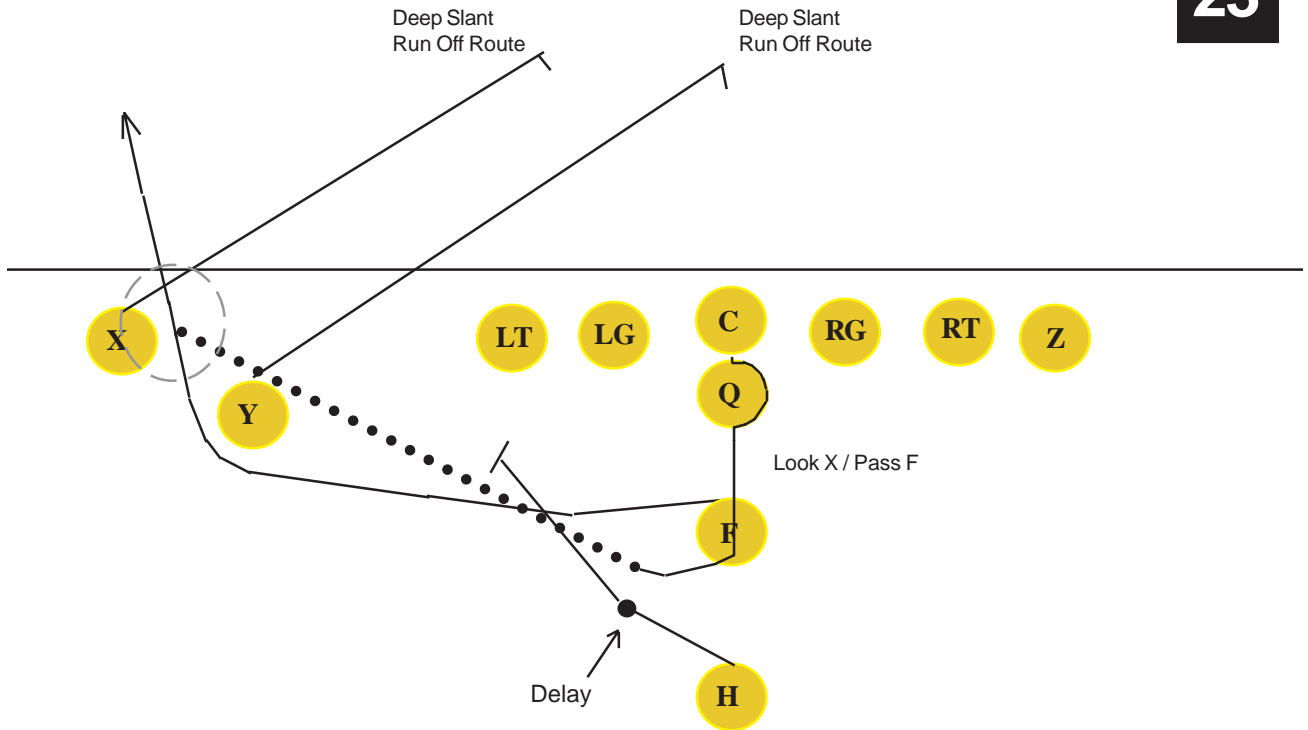 Deep Slant
Run Off Route
Deep Slant
Run Off Route
X
LT
LG
C
RG
RT
Z
Y
Q
Look X / Pass F
F
Delay
H